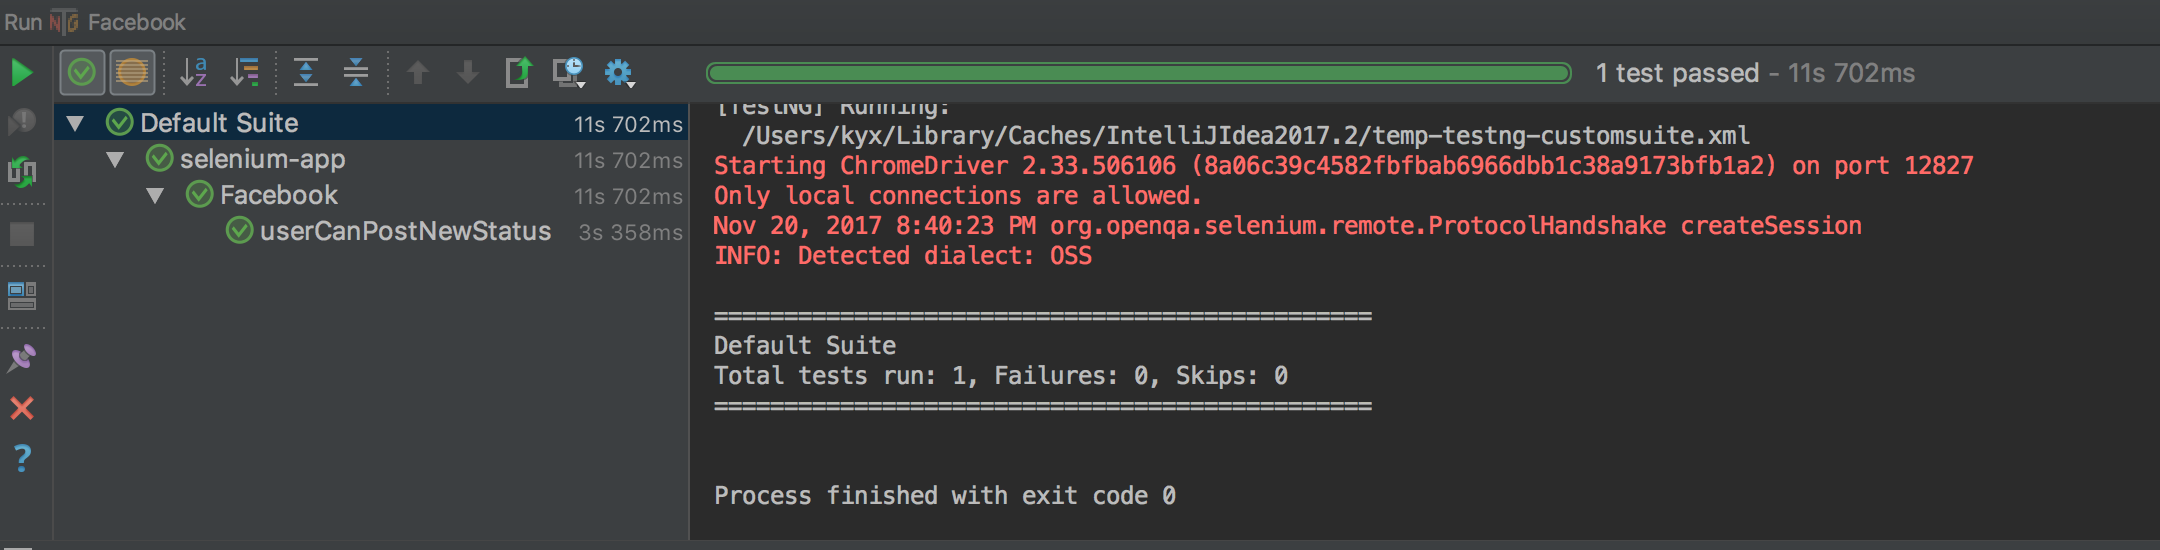 Run NTG Facebook
1 test passed - 11s 702ms
Default Suite 11s 702ms
selenium-app 11s 702ms
Facebook 11s 702ms
userCanPostNewStatus 3s 358ms
[TestNG] Running:
/Users/kyx/Library/Caches/IntelliJIdea2017.2/temp-testng-customsuite.xml
Starting ChromeDriver 2.33.506106 (8a06c39c4582fbfbab6966dbb1c38a9173bfb1a2) on port 12827
Only local connections are allowed.
Nov 20, 2017 8:40:23 PM org.openqa.selenium.remote.ProtocolHandshake createSession
INFO: Detected dialect: OSS
===============================================
Default Suite
Total tests run: 1, Failures: 0, Skips: 0
===============================================
Process finished with exit code 0